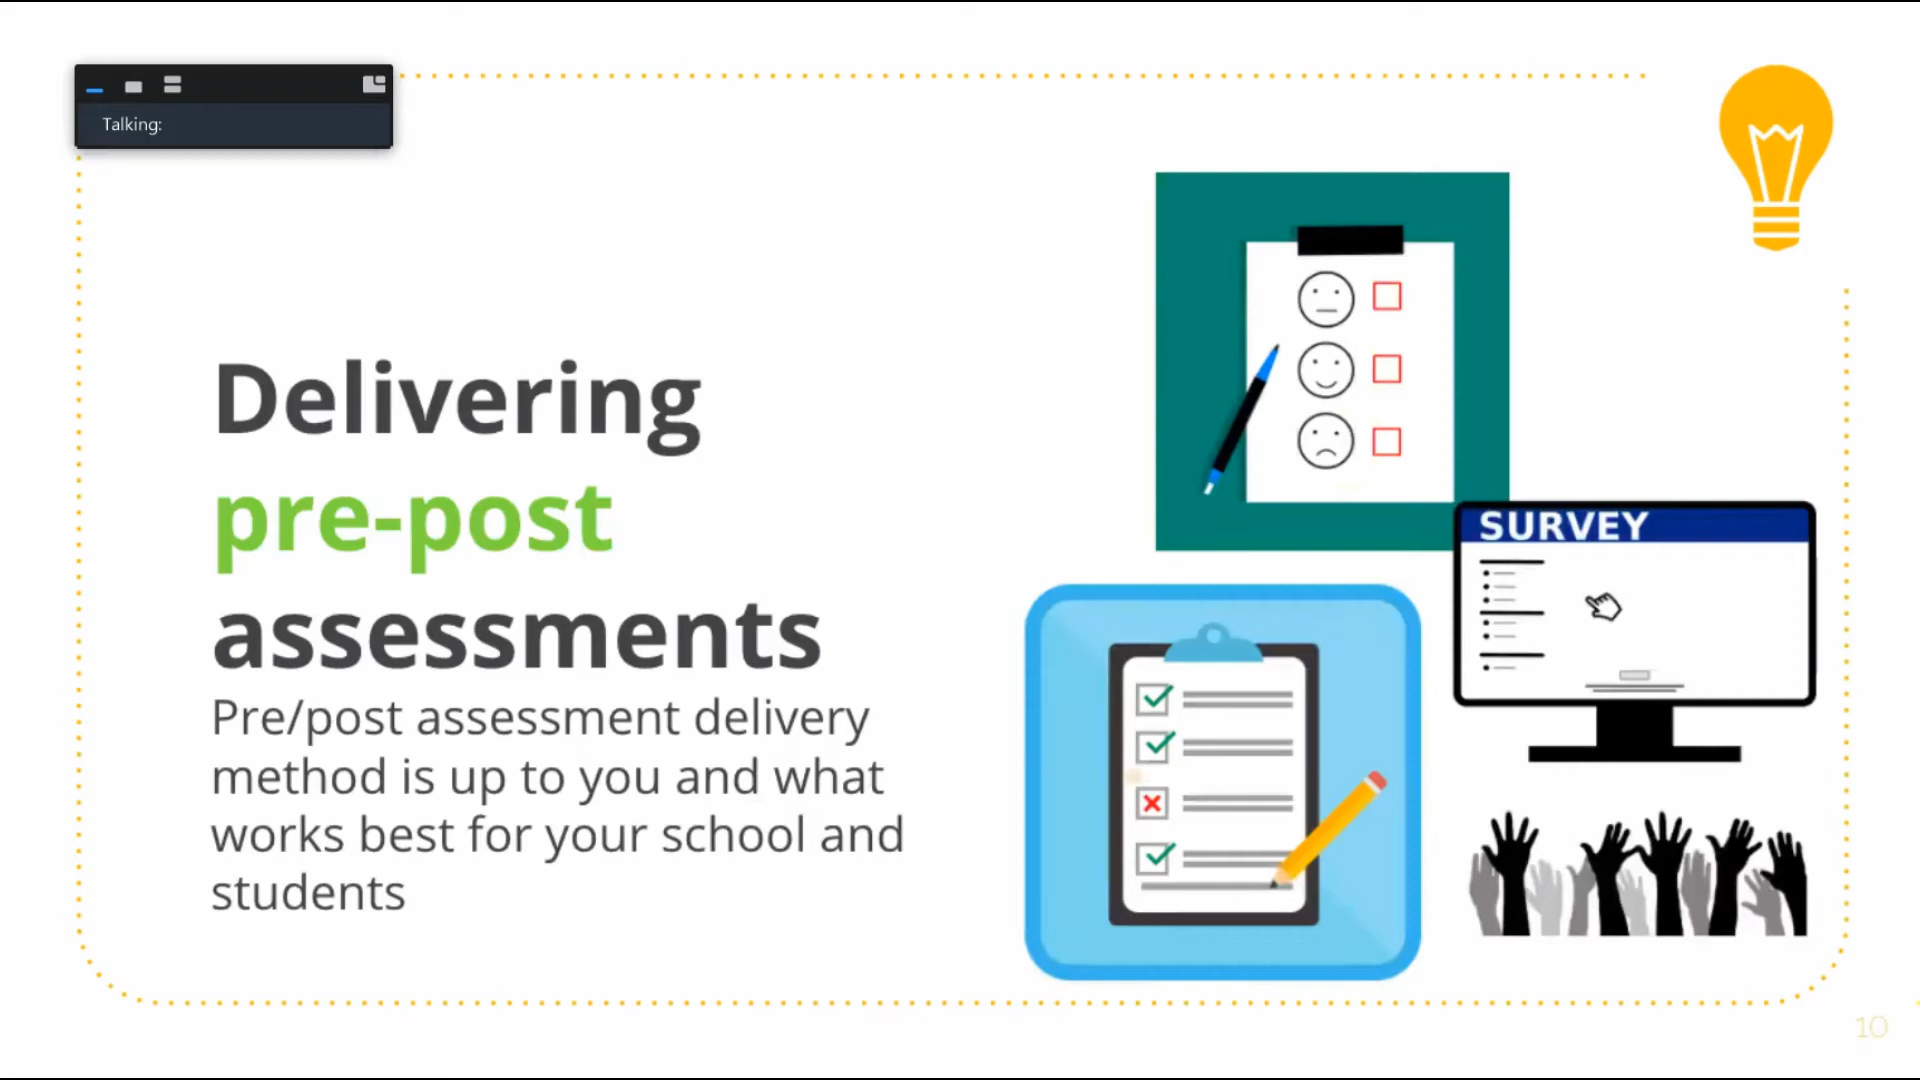 Talking:
Delivering
pre-post
assessments
Pre/post assessment delivery
method is up to you and what
works best for your school and
students
SURVEY
10